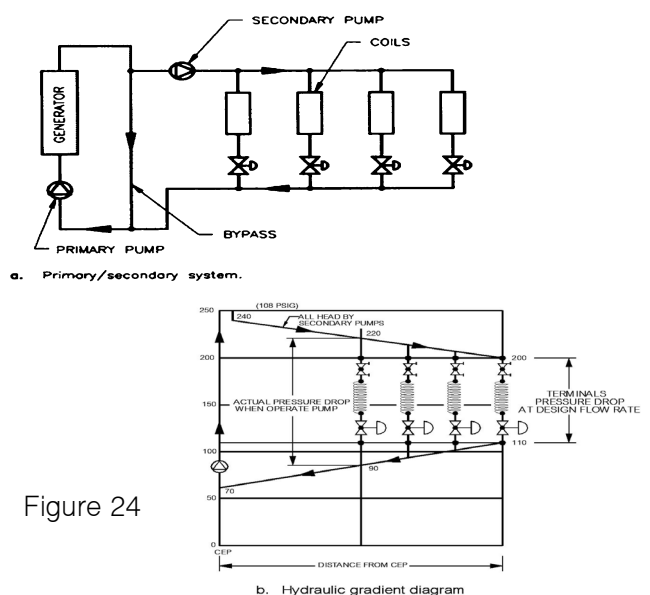 SECONDARY PUMP
COILS
GENERATOR
BYPASS
PRIMARY PUMP
a. Primary/secondary system.
250
(108 PSIG)
240
ALL HEAD BY
SECONDARY PUMPS
220
200
200
ACTUAL PRESSURE DROP
WHEN OPERATE PUMP
TERMINALS
PRESSURE DROP
AT DESIGN FLOW RATE
150
110
100
90
70
50
Figure 24
0
CEP
DISTANCE FROM CEP
b. Hydraulic gradient diagram